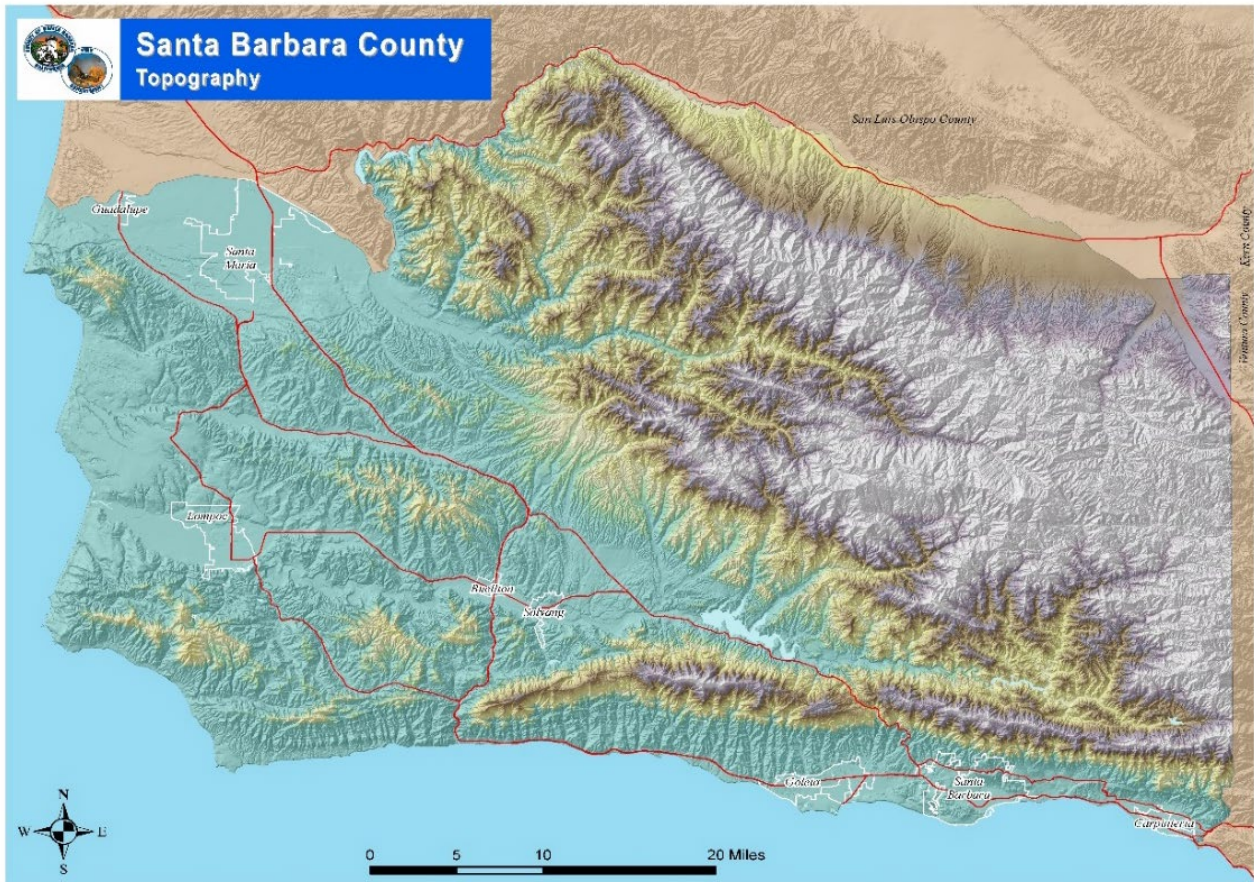 Santa Barbara County
Topography
San Luis Obispo County
Kern County
Ventura County
Guadalupe
Santa
Maria
Lompoc
Buellton
Solvang
Goleta
Santa
Barbara
Carpinteria
N
W
E
S
0
5
10
20 Miles